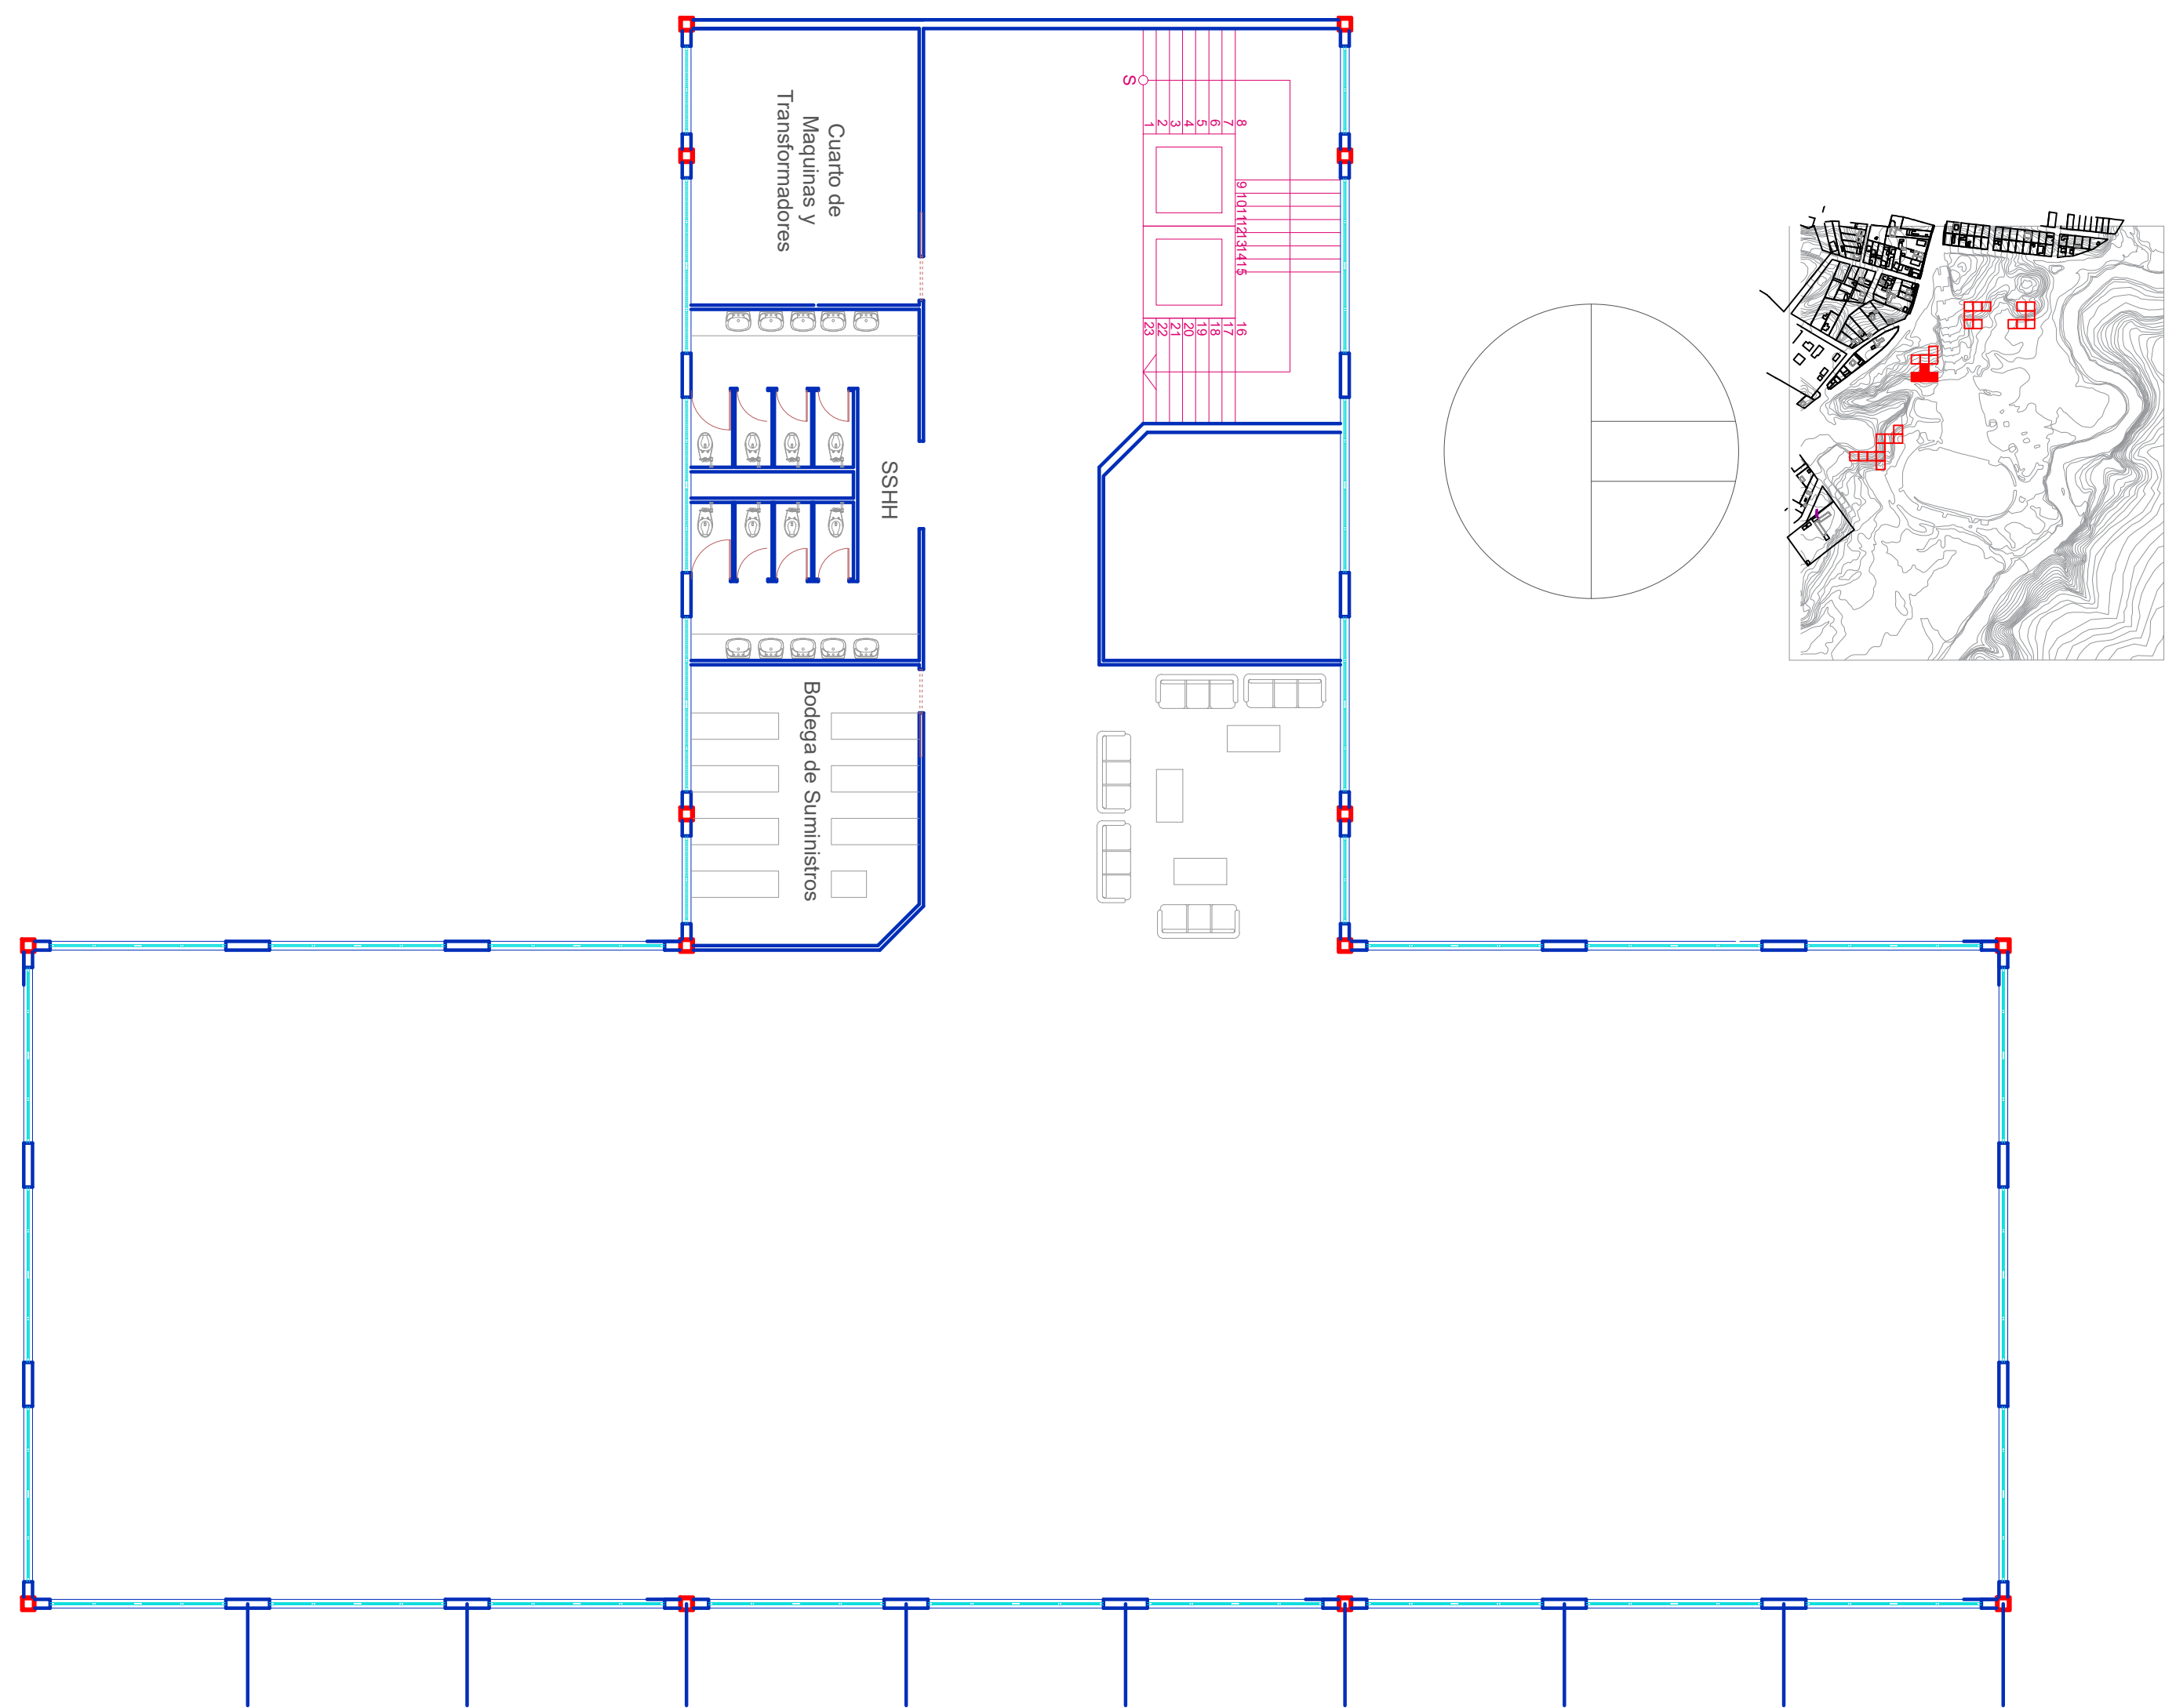 Cuarto de
Maquinas y
Transformadores
SSHH
Bodega de Suministros
S
1 2 3 4 5 6 7 8
9 10 11 12 13 14 15
16 17 18 19 20 21 22 23